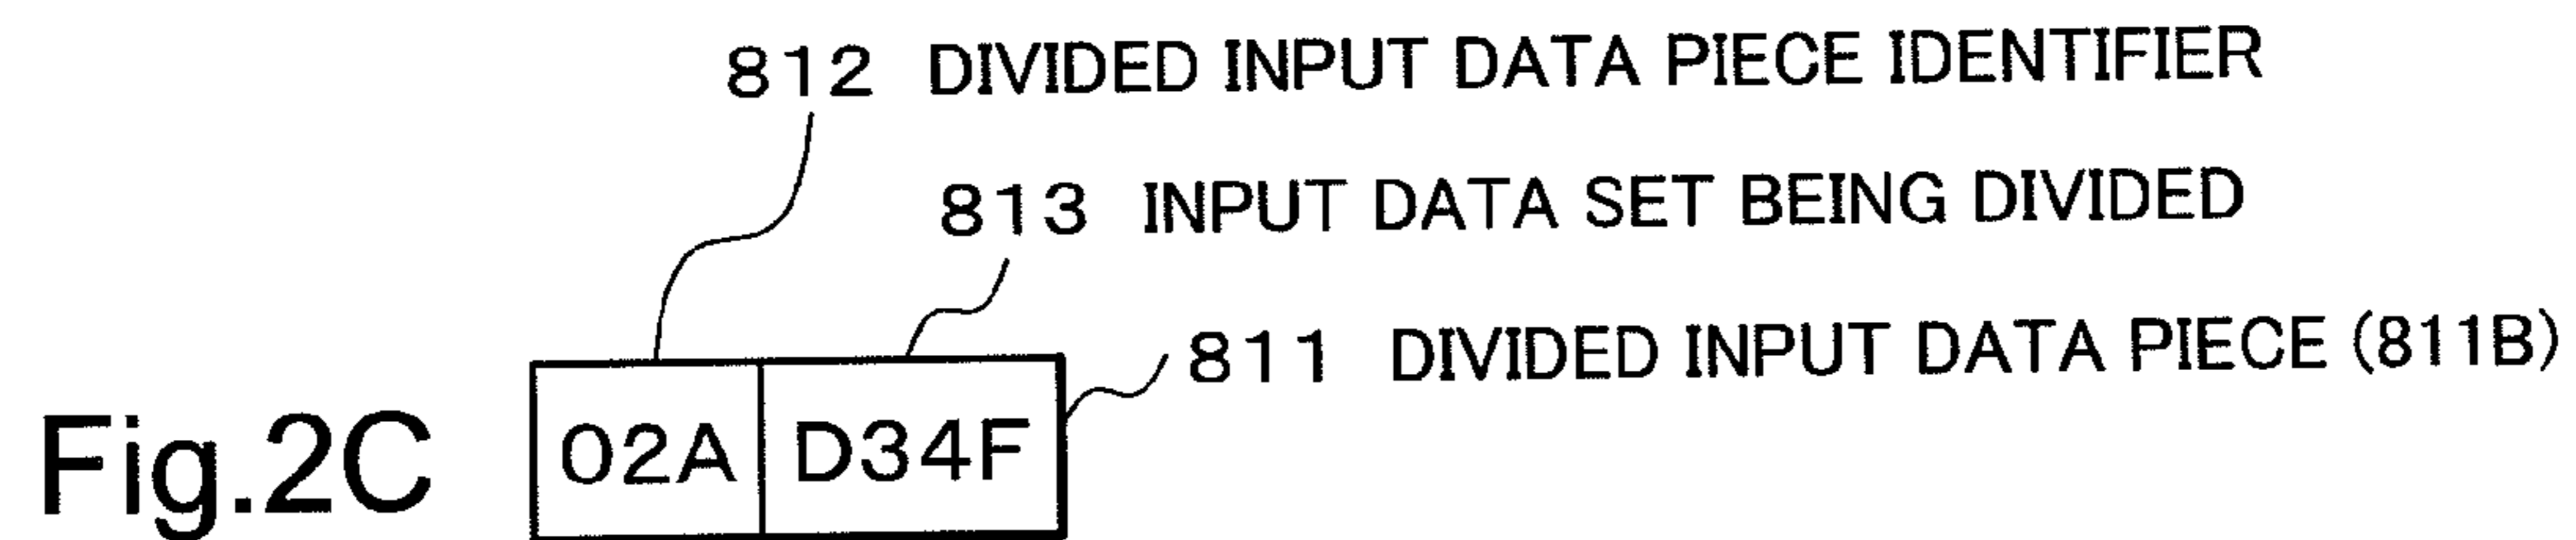 812 DIVIDED INPUT DATA PIECE IDENTIFIER
813 INPUT DATA SET BEING DIVIDED
811 DIVIDED INPUT DATA PIECE (811B)
Fig.2C 02A D34F